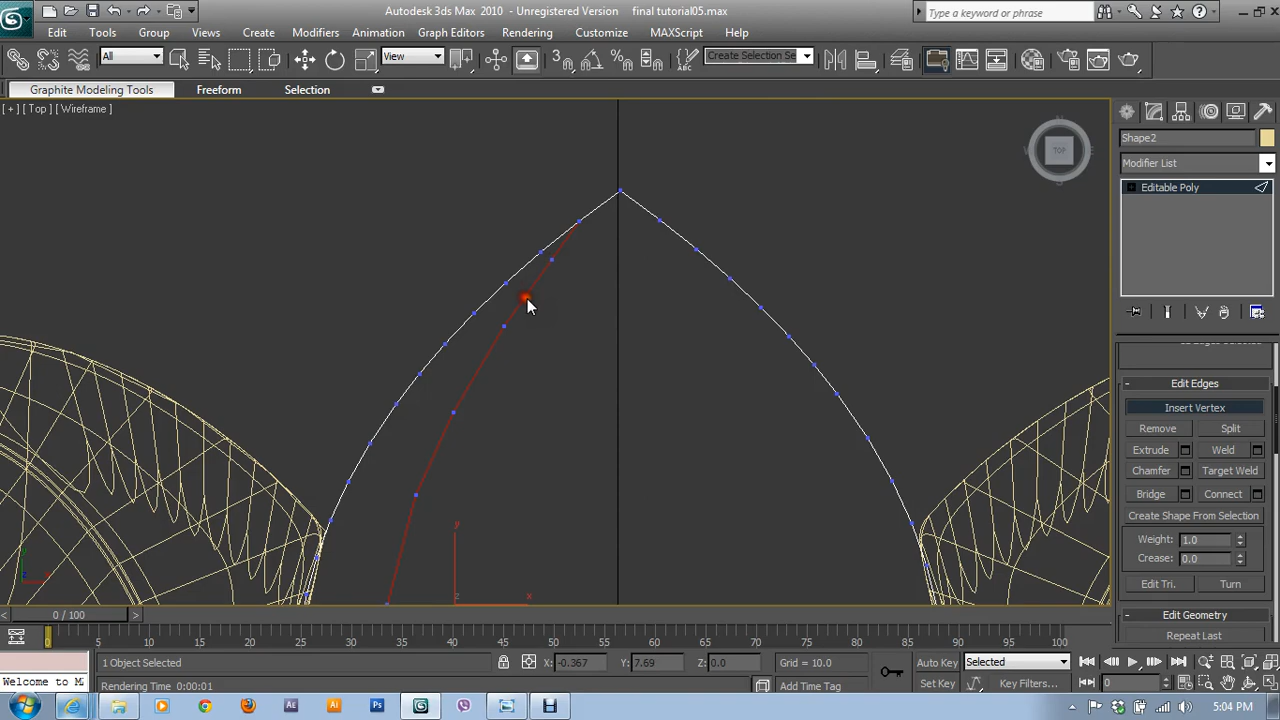 Autodesk 3ds Max 2010 - Unregistered Version final tutorial05.max
Type a keyword or phrase
Edit Tools Group Views Create Modifiers Animation Graph Editors Rendering Customize MAXScript Help
All View Create Selection Se
Graphite Modeling Tools Freeform Selection
[ + ] [ Top ] [ Wireframe ]
TOP
Shape2
Modifier List
Editable Poly
Edit Edges
Insert Vertex
Remove Split
Extrude Weld
Chamfer Target Weld
Bridge Connect
Create Shape From Selection
Weight: 1.0
Crease: 0.0
Edit Tri. Turn
Edit Geometry
Repeat Last
y
z x
0 / 100
0 5 10 15 20 25 30 35 40 45 50 55 60 65 70 75 80 85 90 95 100
1 Object Selected X: -0.367 Y: 7.69 Z: 0.0 Grid = 10.0 Auto Key Selected
Welcome to M Rendering Time 0:00:01 Add Time Tag Set Key Key Filters... 0
5:04 PM